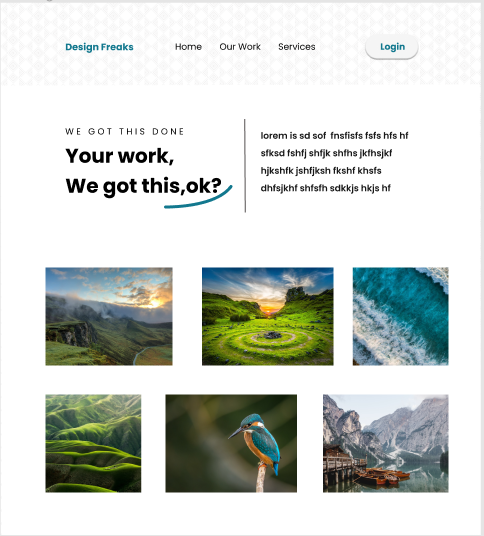 Design Freaks
Home
Our Work
Services
Login
WE GOT THIS DONE
Your work,
We got this,ok?
lorem is sd sof fnsfisfs fsfs hfs hf
sfksd fshfj shfjk shfhs jkfhsjkf
hjkshfk jshfjksh fkshf khsfs
dhfsjkhf shfsfh sdkkjs hkjs hf